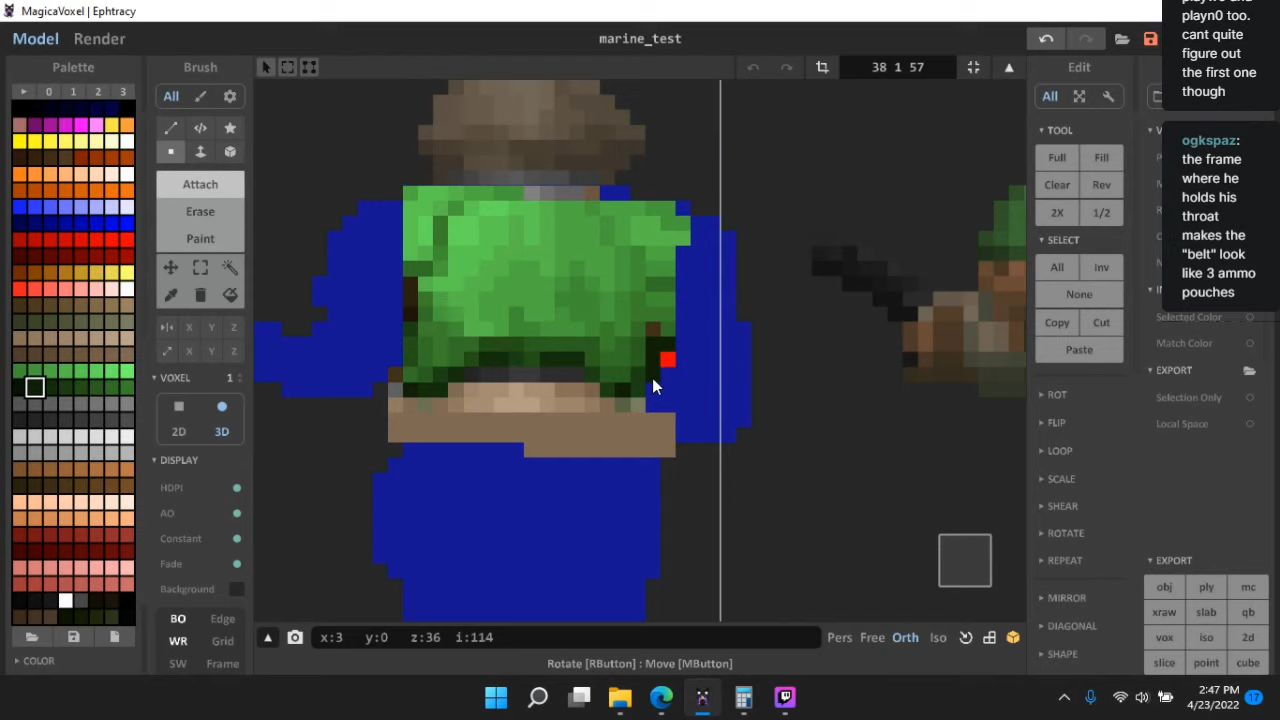 MagicaVoxel | Ephtracy
Model Render
marine_test
Palette
Brush
38 1 57
Edit
0 1 2 3
All
All
TOOL
Full Fill
Clear Rev
2X 1/2
Attach
Erase
Paint
SELECT
All Inv
None
Copy Cut
Paste
X Y Z
X Y Z
VOXEL 1
2D 3D
DISPLAY
HDPI
AO
Constant
Fade
Background
BO Edge
WR Grid
SW Frame
ROT
FLIP
LOOP
SCALE
SHEAR
ROTATE
REPEAT
MIRROR
DIAGONAL
SHAPE
Selected Color
Match Color
EXPORT
Selection Only
Local Space
EXPORT
obj ply mc
xraw slab qb
vox iso 2d
slice point cube
COLOR
x:3 y:0 z:36 i:114
Pers Free Orth Iso
Rotate [RButton] : Move [MButton]
playn0 too.
cant quite
figure out
the first one
though
ogkspaz:
the frame
where he
holds his
throat
makes the
"belt" look
like 3 ammo
pouches
2:47 PM
4/23/2022
17